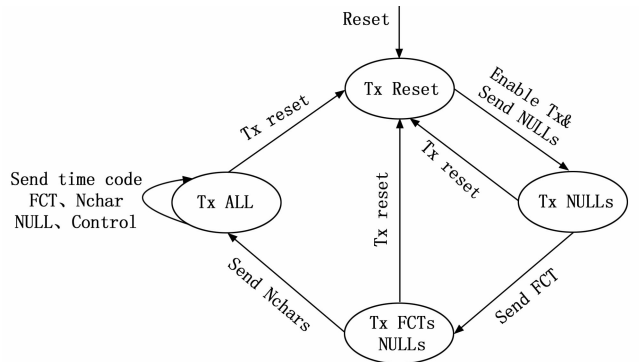 Reset
Tx Reset
Enable Tx&
Send NULLs
Tx reset
Tx reset
Send time code
FCT、Nchar
NULL、Control
Tx ALL
Tx reset
Tx NULLs
Send Nchars
Send FCT
Tx FCTs
NULLs